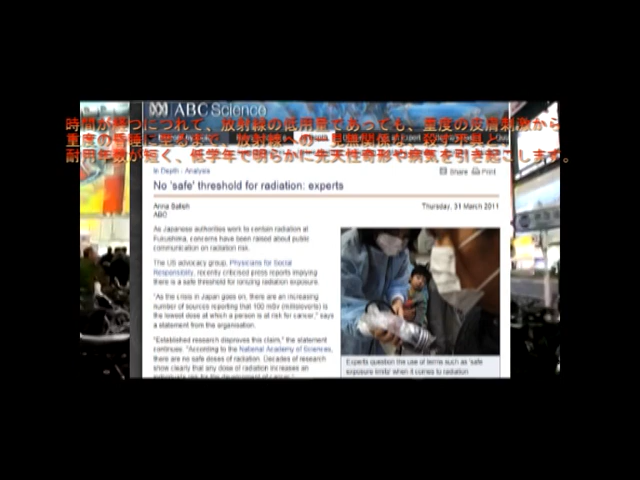 ABC Science
時間が経つにつれて、放射線の低用量であっても、重度の皮膚刺激から
重度の昏睡に至るまで、放射線への一見無関係な、殺す
耐用年数が短く、低学年で明らかに先天性奇形や病気を引き起こします。
In Depth › Analysis
Share Print
No 'safe' threshold for radiation: experts
Anna Salleh
ABC
Thursday, 31 March 2011
As Japanese authorities work to contain radiation at
Fukushima, concerns have been raised about public
communication on radiation risk.
The US advocacy group, Physicians for Social
Responsibility, recently criticised press reports implying
there is a safe threshold for ionizing radiation exposure.
"As the crisis in Japan goes on, there are an increasing
number of sources reporting that 100 mSv (millisieverts) is
the lowest dose at which a person is at risk for cancer," says
a statement from the organisation.
"Established research disproves this claim," the statement
continues. "According to the National Academy of Sciences,
there are no safe doses of radiation. Decades of research
show clearly that any dose of radiation increases an
individual's risk for the development of cancer."
Experts question the use of terms such as 'safe
exposure limits' when it comes to radiation